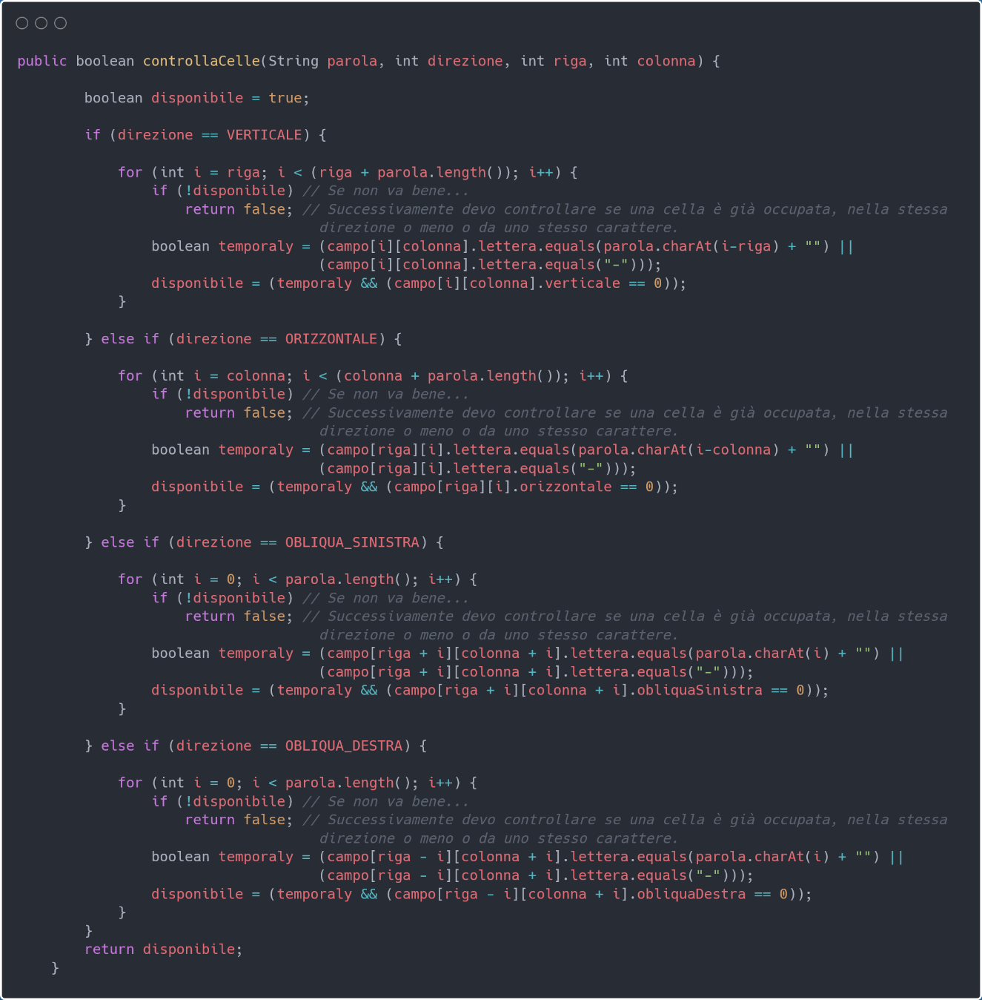 public boolean controllaCelle(String parola, int direzione, int riga, int colonna) {
boolean disponibile = true;
if (direzione == VERTICALE) {
for (int i = riga; i < (riga + parola.length()); i++) {
if (!disponibile) // Se non va bene...
return false; // Successivamente devo controllare se una cella è già occupata, nella stessa
direzione o meno o da uno stesso carattere.
boolean temporaly = (campo[i][colonna].lettera.equals(parola.charAt(i-riga) + "") ||
(campo[i][colonna].lettera.equals("-")));
disponibile = (temporaly && (campo[i][colonna].verticale == 0));
}
} else if (direzione == ORIZZONTALE) {
for (int i = colonna; i < (colonna + parola.length()); i++) {
if (!disponibile) // Se non va bene...
return false; // Successivamente devo controllare se una cella è già occupata, nella stessa
direzione o meno o da uno stesso carattere.
boolean temporaly = (campo[riga][i].lettera.equals(parola.charAt(i-colonna) + "") ||
(campo[riga][i].lettera.equals("-")));
disponibile = (temporaly && (campo[riga][i].orizzontale == 0));
}
} else if (direzione == OBLIQUA_SINISTRA) {
for (int i = 0; i < parola.length(); i++) {
if (!disponibile) // Se non va bene...
return false; // Successivamente devo controllare se una cella è già occupata, nella stessa
direzione o meno o da uno stesso carattere.
boolean temporaly = (campo[riga + i][colonna + i].lettera.equals(parola.charAt(i) + "") ||
(campo[riga + i][colonna + i].lettera.equals("-")));
disponibile = (temporaly && (campo[riga + i][colonna + i].obliquaSinistra == 0));
}
} else if (direzione == OBLIQUA_DESTRA) {
for (int i = 0; i < parola.length(); i++) {
if (!disponibile) // Se non va bene...
return false; // Successivamente devo controllare se una cella è già occupata, nella stessa
direzione o meno o da uno stesso carattere.
boolean temporaly = (campo[riga - i][colonna + i].lettera.equals(parola.charAt(i) + "") ||
(campo[riga - i][colonna + i].lettera.equals("-")));
disponibile = (temporaly && (campo[riga - i][colonna + i].obliquaDestra == 0));
}
}
return disponibile;
}